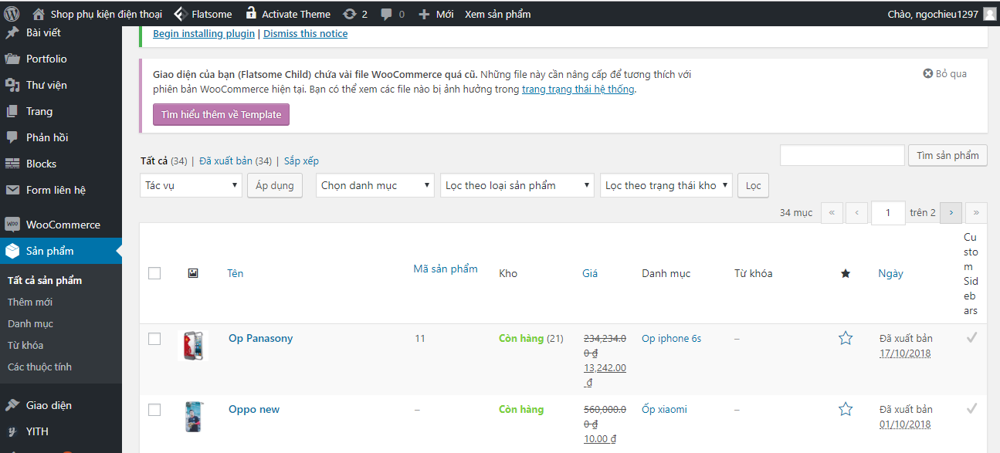 Shop phụ kiện điện thoại Flatsome Activate Theme 2 0 Mới Xem sản phẩm Chào, ngochieu1297
Bài viết
Portfolio
Thư viện
Trang
Phản hồi
Blocks
Form liên hệ
WooCommerce
Sản phẩm
Tất cả sản phẩm
Thêm mới
Danh mục
Từ khóa
Các thuộc tính
Giao diện
YITH
Begin installing plugin | Dismiss this notice
Giao diện của bạn (Flatsome Child) chứa vài file WooCommerce quá cũ. Những file này cần nâng cấp để tương thích với
phiên bản WooCommerce hiện tại. Bạn có thể xem các file nào bị ảnh hưởng trong trang trạng thái hệ thống.
Bỏ qua
Tìm hiểu thêm về Template
Tất cả (34) | Đã xuất bản (34) | Sắp xếp
Tìm sản phẩm
Tác vụ Áp dụng Chọn danh mục Lọc theo loại sản phẩm Lọc theo trạng thái kho Lọc
34 mục « ‹ 1 trên 2 › »
Tên Mã sản phẩm Kho Giá Danh mục Từ khóa Ngày
Cu
sto
m
Sid
eb
ars
Op Panasony 11 Còn hàng (21) 234,234.0 Op iphone 6s – Đã xuất bản
0 ₫ 17/10/2018
13,242.00
₫
Oppo new – Còn hàng 560,000.0 Ốp xiaomi – Đã xuất bản
0 ₫ 01/10/2018
10.00 ₫